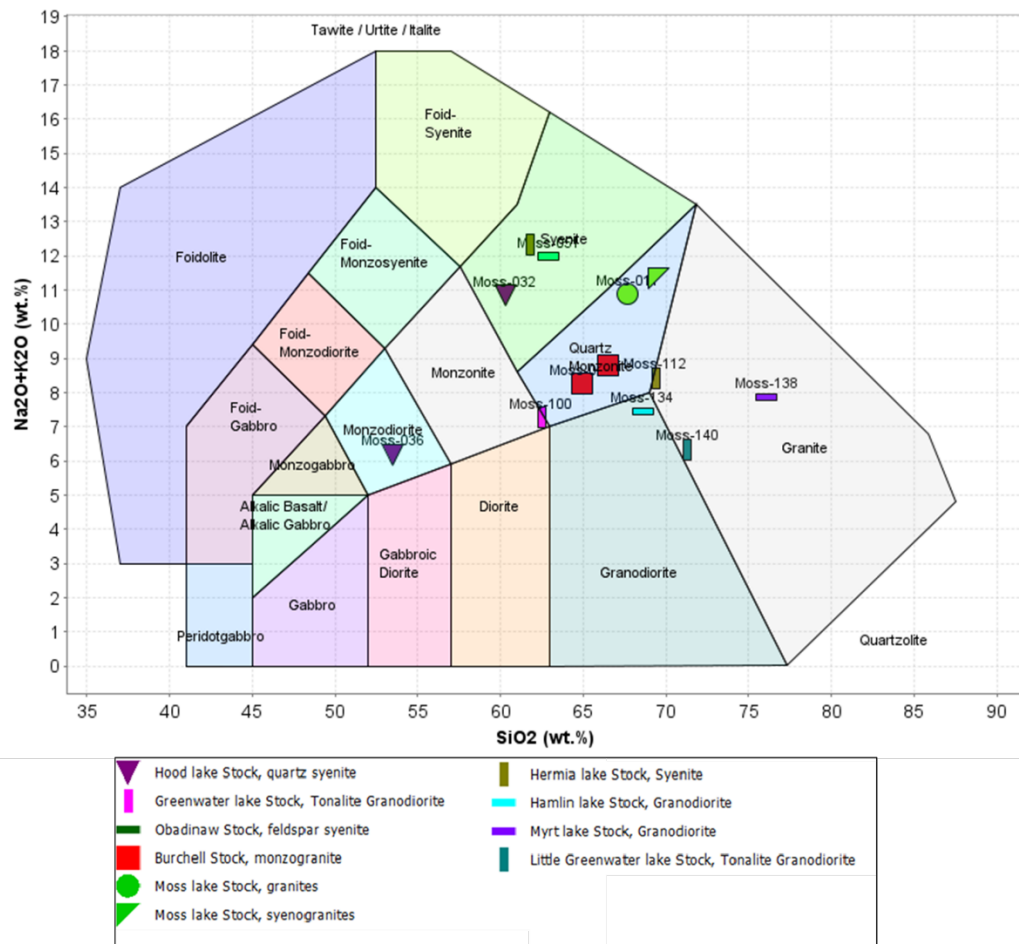 Tawite / Urtite / Italite
19
18
17
16
15
14
13
12
11
10
9
8
7
6
5
4
3
2
1
0
Na2O+K2O (wt.%)
Foid-
Syenite
Syenite
Foidolite
Foid-
Monzosyenite
Moss-032
Foid-
Monzodiorite
Monzonite
Quartz
Monzonite
Moss-112
Moss-138
Moss-134
Moss-100
Foid-
Gabbro
Monzodiorite
Moss-036
Moss-140
Granite
Monzogabbro
Alkalic Basalt/
Alkalic Gabbro
Diorite
Gabbroic
Diorite
Granodiorite
Gabbro
Peridotgabbro
Quartzolite
35 40 45 50 55 60 65 70 75 80 85 90
SiO2 (wt.%)
Hood lake Stock, quartz syenite
Greenwater lake Stock, Tonalite Granodiorite
Obadinaw Stock, feldspar syenite
Burchell Stock, monzogranite
Moss lake Stock, granites
Moss lake Stock, syenogranites
Hermia lake Stock, Syenite
Hamlin lake Stock, Granodiorite
Myrt lake Stock, Granodiorite
Little Greenwater lake Stock, Tonalite Granodiorite